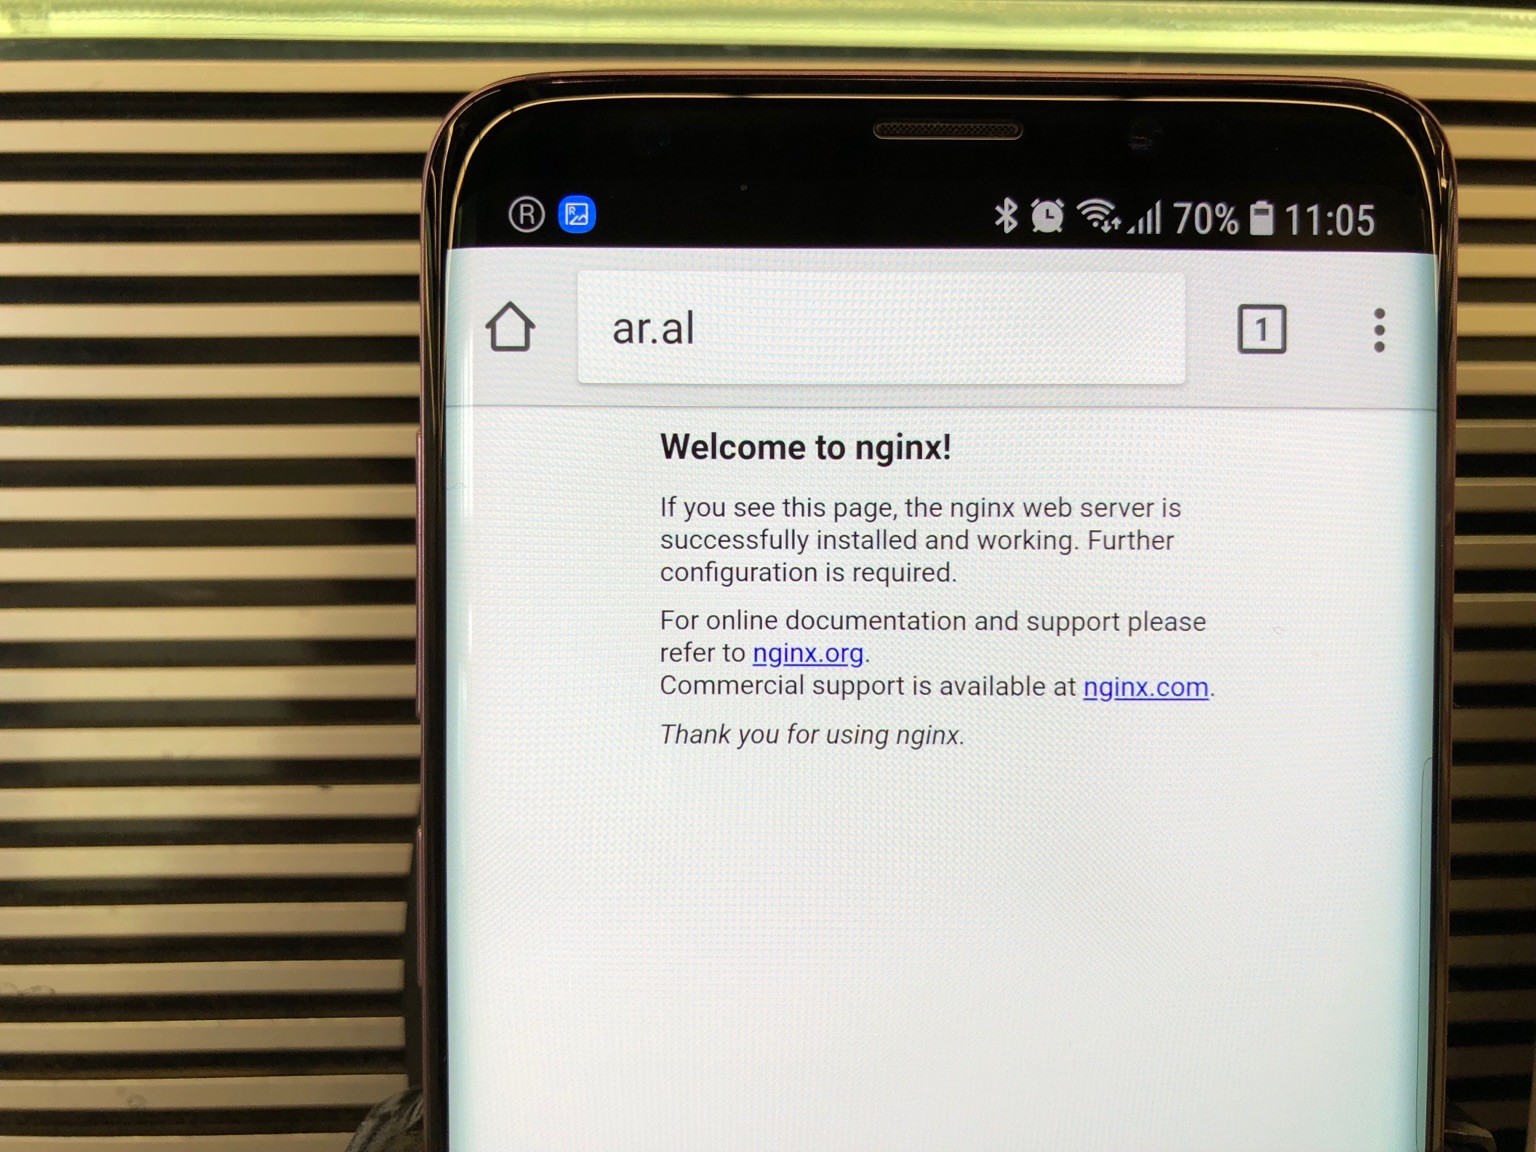 ® 70% 11:05
ar.al 1
Welcome to nginx!
If you see this page, the nginx web server is
successfully installed and working. Further
configuration is required.
For online documentation and support please
refer to nginx.org.
Commercial support is available at nginx.com.
Thank you for using nginx.